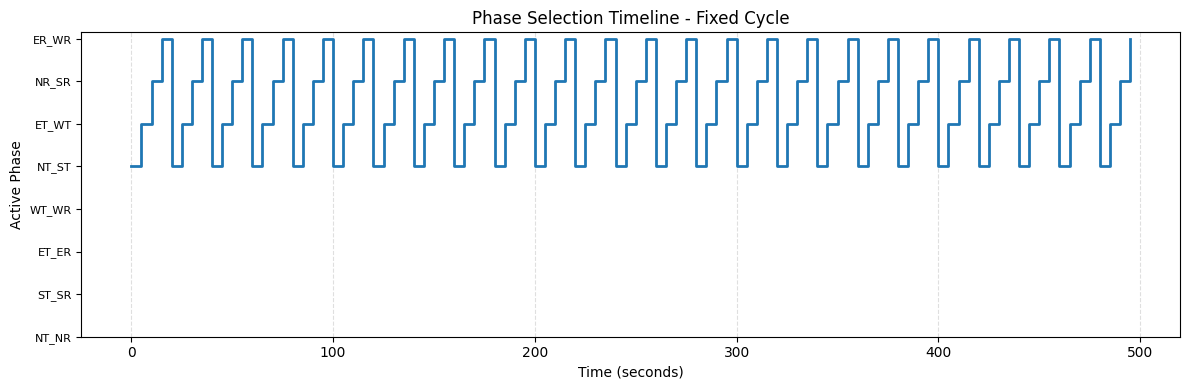 Phase Selection Timeline - Fixed Cycle
ER_WR
NR_SR
ET_WT
NT_ST
WT_WR
ET_ER
ST_SR
NT_NR
Active Phase
0 100 200 300 400 500
Time (seconds)